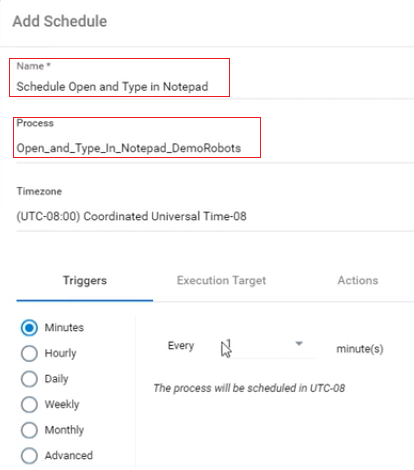 Add Schedule
Name *
Schedule Open and Type in Notepad
Process
Open_and_Type_In_Notepad_DemoRobots
Timezone
(UTC-08:00) Coordinated Universal Time-08
Triggers Execution Target Actions
Minutes
Every minute(s)
Hourly
Daily
The process will be scheduled in UTC-08
Weekly
Monthly
Advanced